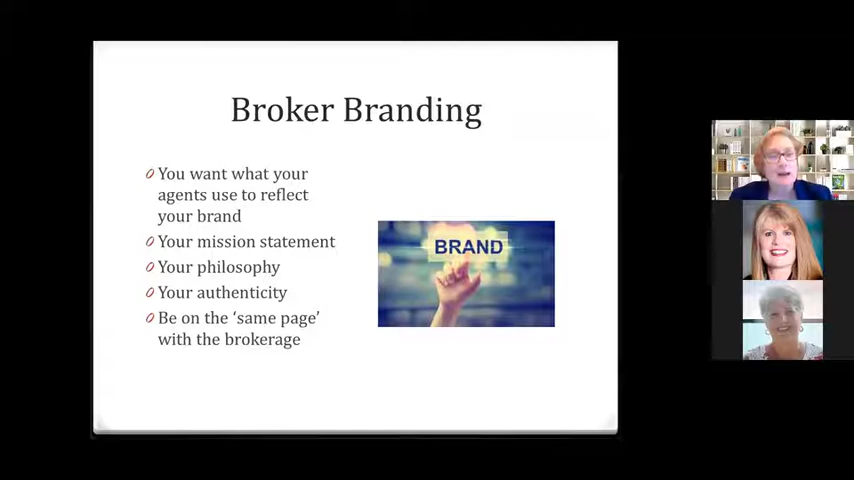 Broker Branding
You want what your
agents use to reflect
your brand
Your mission statement
Your philosophy
Your authenticity
Be on the ‘same page’
with the brokerage
BRAND